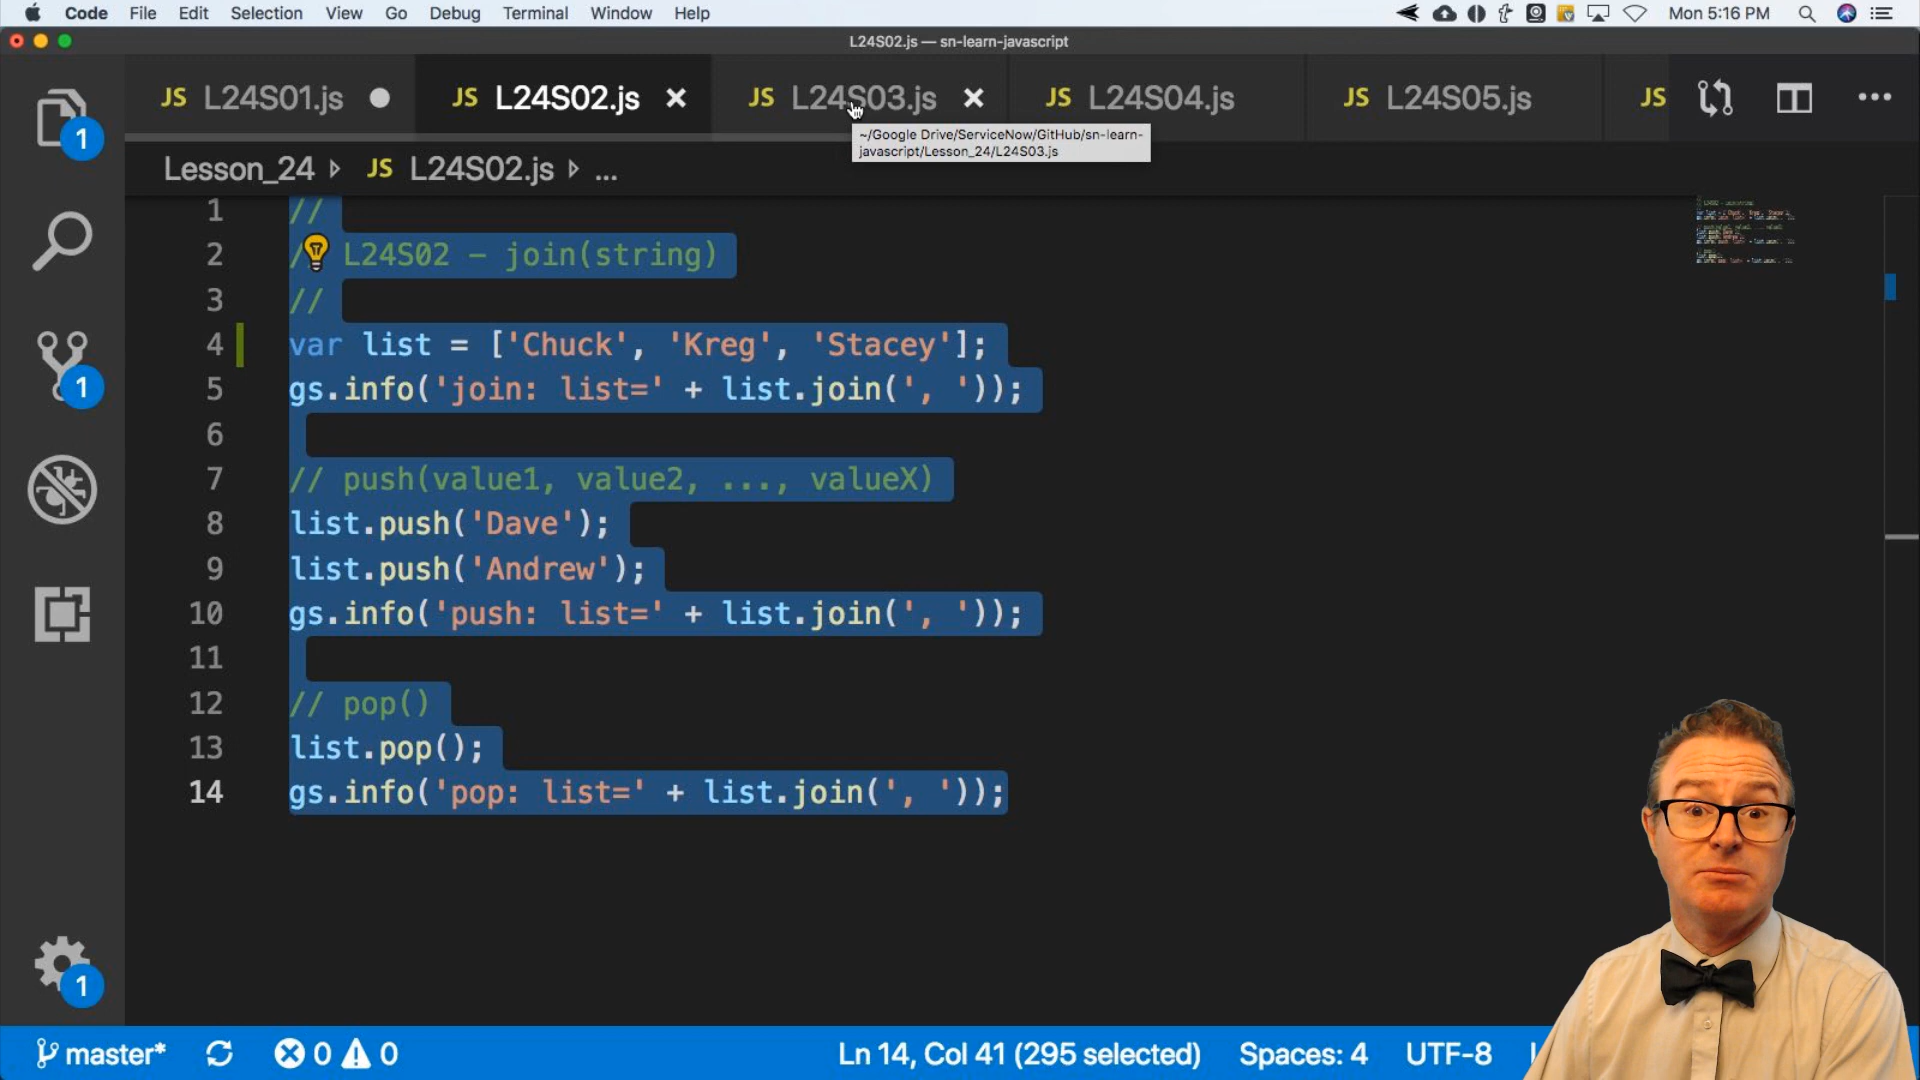 Code File Edit Selection View Go Debug Terminal Window Help Mon 5:16 PM
L24S02.js — sn-learn-javascript
JS L24S01.js JS L24S02.js JS L24S03.js JS L24S04.js JS L24S05.js JS
~/Google Drive/ServiceNow/GitHub/sn-learn-
javascript/Lesson_24/L24S03.js
Lesson_24 JS L24S02.js ...
1 //
2 // L24S02 - join(string)
3 //
4 var list = ['Chuck', 'Kreg', 'Stacey'];
5 gs.info('join: list=' + list.join(', '));
6
7 // push(value1, value2, ..., valueX)
8 list.push('Dave');
9 list.push('Andrew');
10 gs.info('push: list=' + list.join(', '));
11
12 // pop()
13 list.pop();
14 gs.info('pop: list=' + list.join(', '));
1
1
1
master* 0 0 Ln 14, Col 41 (295 selected) Spaces: 4 UTF-8